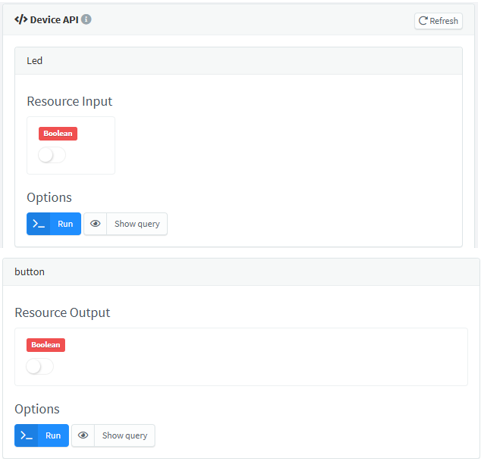 Device API
Refresh
Led
Resource Input
Boolean
Options
Run
Show query
button
Resource Output
Boolean
Options
Run
Show query